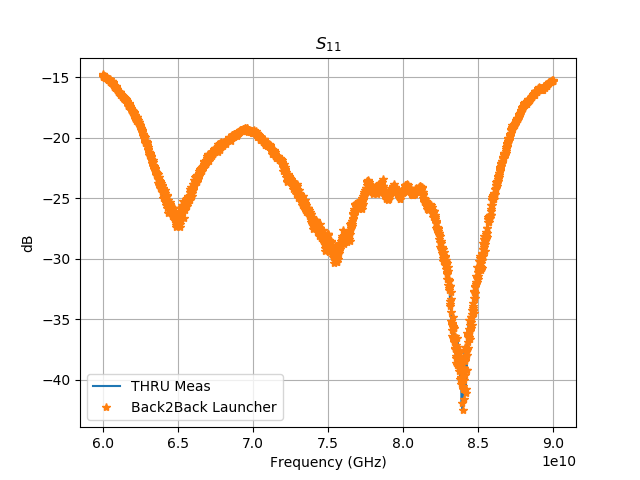 S11
−15
−20
−25
−30
−35
−40
dB
THRU Meas
Back2Back Launcher
6.0 6.5 7.0 7.5 8.0 8.5 9.0
Frequency (GHz)
1e10